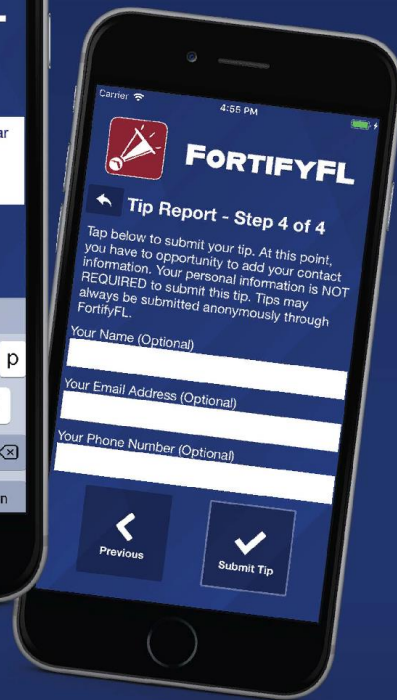 ar
p
n
Carrier
4:55 PM
FORTIFYFL
Tip Report - Step 4 of 4
Tap below to submit your tip. At this point,
you have to opportunity to add your contact
information. Your personal information is NOT
REQUIRED to submit this tip. Tips may
always be submitted anonymously through
FortifyFL.
Your Name (Optional)
Your Email Address (Optional)
Your Phone Number (Optional)
Previous
Submit Tip